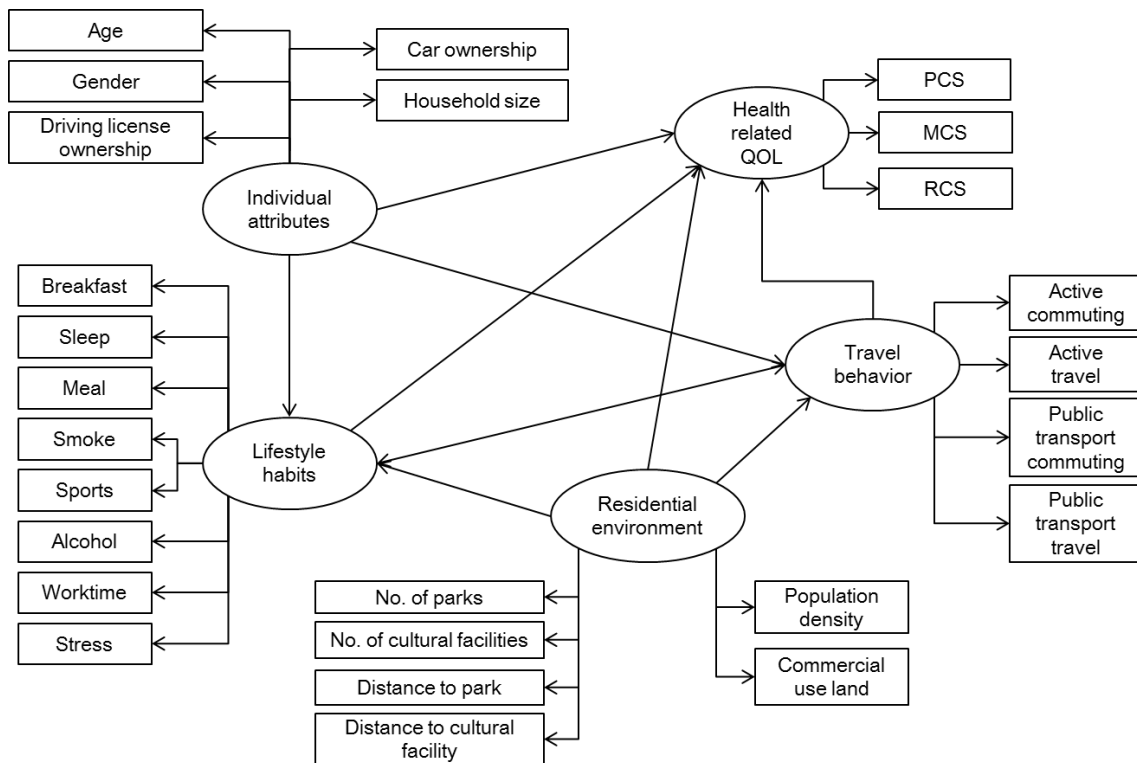 Age
Gender
Driving license
ownership
Car ownership
Household size
Individual
attributes
Health
related
QOL
PCS
MCS
RCS
Breakfast
Sleep
Meal
Smoke
Sports
Alcohol
Worktime
Stress
Lifestyle
habits
Travel
behavior
Active
commuting
Active
travel
Public
transport
commuting
Public
transport
travel
Residential
environment
No. of parks
No. of cultural facilities
Distance to park
Distance to cultural
facility
Population
density
Commercial
use land